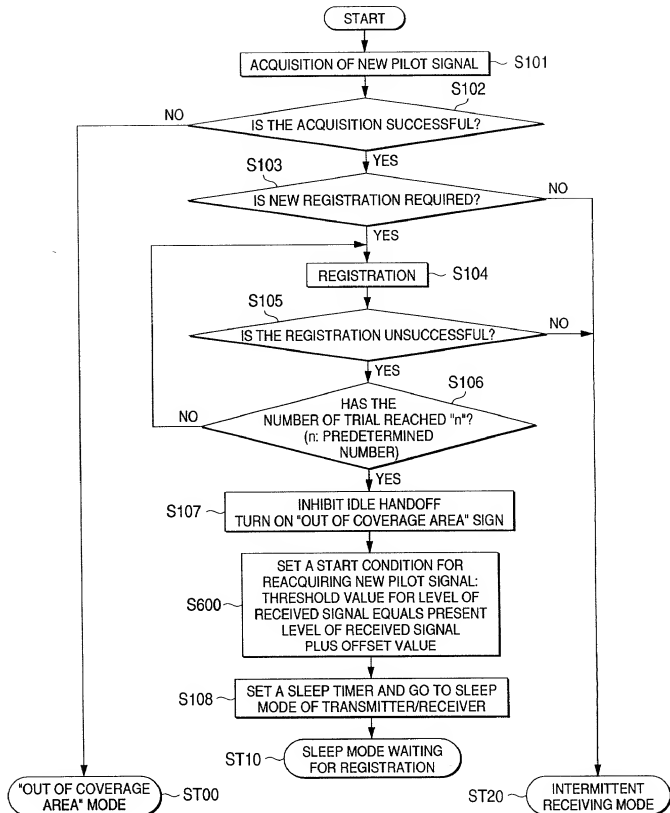 START
ACQUISITION OF NEW PILOT SIGNAL
S101
S102
NO
IS THE ACQUISITION SUCCESSFUL?
YES
S103
NO
IS NEW REGISTRATION REQUIRED?
YES
REGISTRATION
S104
S105
NO
IS THE REGISTRATION UNSUCCESSFUL?
YES
S106
NO
HAS THE
NUMBER OF TRIAL REACHED "n"?
(n: PREDETERMINED
NUMBER)
YES
S107
INHIBIT IDLE HANDOFF
TURN ON "OUT OF COVERAGE AREA" SIGN
S600
SET A START CONDITION FOR
REACQUIRING NEW PILOT SIGNAL:
THRESHOLD VALUE FOR LEVEL OF
RECEIVED SIGNAL EQUALS PRESENT
LEVEL OF RECEIVED SIGNAL
PLUS OFFSET VALUE
S108
SET A SLEEP TIMER AND GO TO SLEEP
MODE OF TRANSMITTER/RECEIVER
ST10
SLEEP MODE WAITING
FOR REGISTRATION
"OUT OF COVERAGE
AREA" MODE
ST00
ST20
INTERMITTENT
RECEIVING MODE